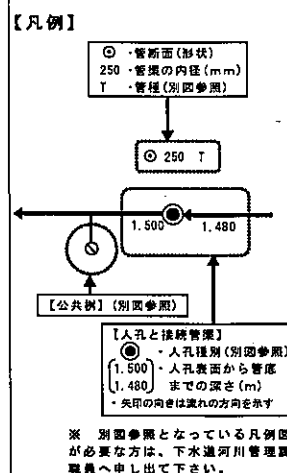 【凡例】
◎ ・管断面(形状)
250 ・管渠の内径(mm)
T ・管種(別図参照)
◎ 250 T
1.500 1.480
【公共桝】(別図参照)
【人孔と接続管渠】
◉ ・人孔種別(別図参照)
1.500 ・人孔表面から管底
1.480 までの深さ(m)
・矢印の向きは流れの方向を示す
※ 別図参照となっている凡例図
が必要な方は、下水道河川管理課
職員へ申し出て下さい。